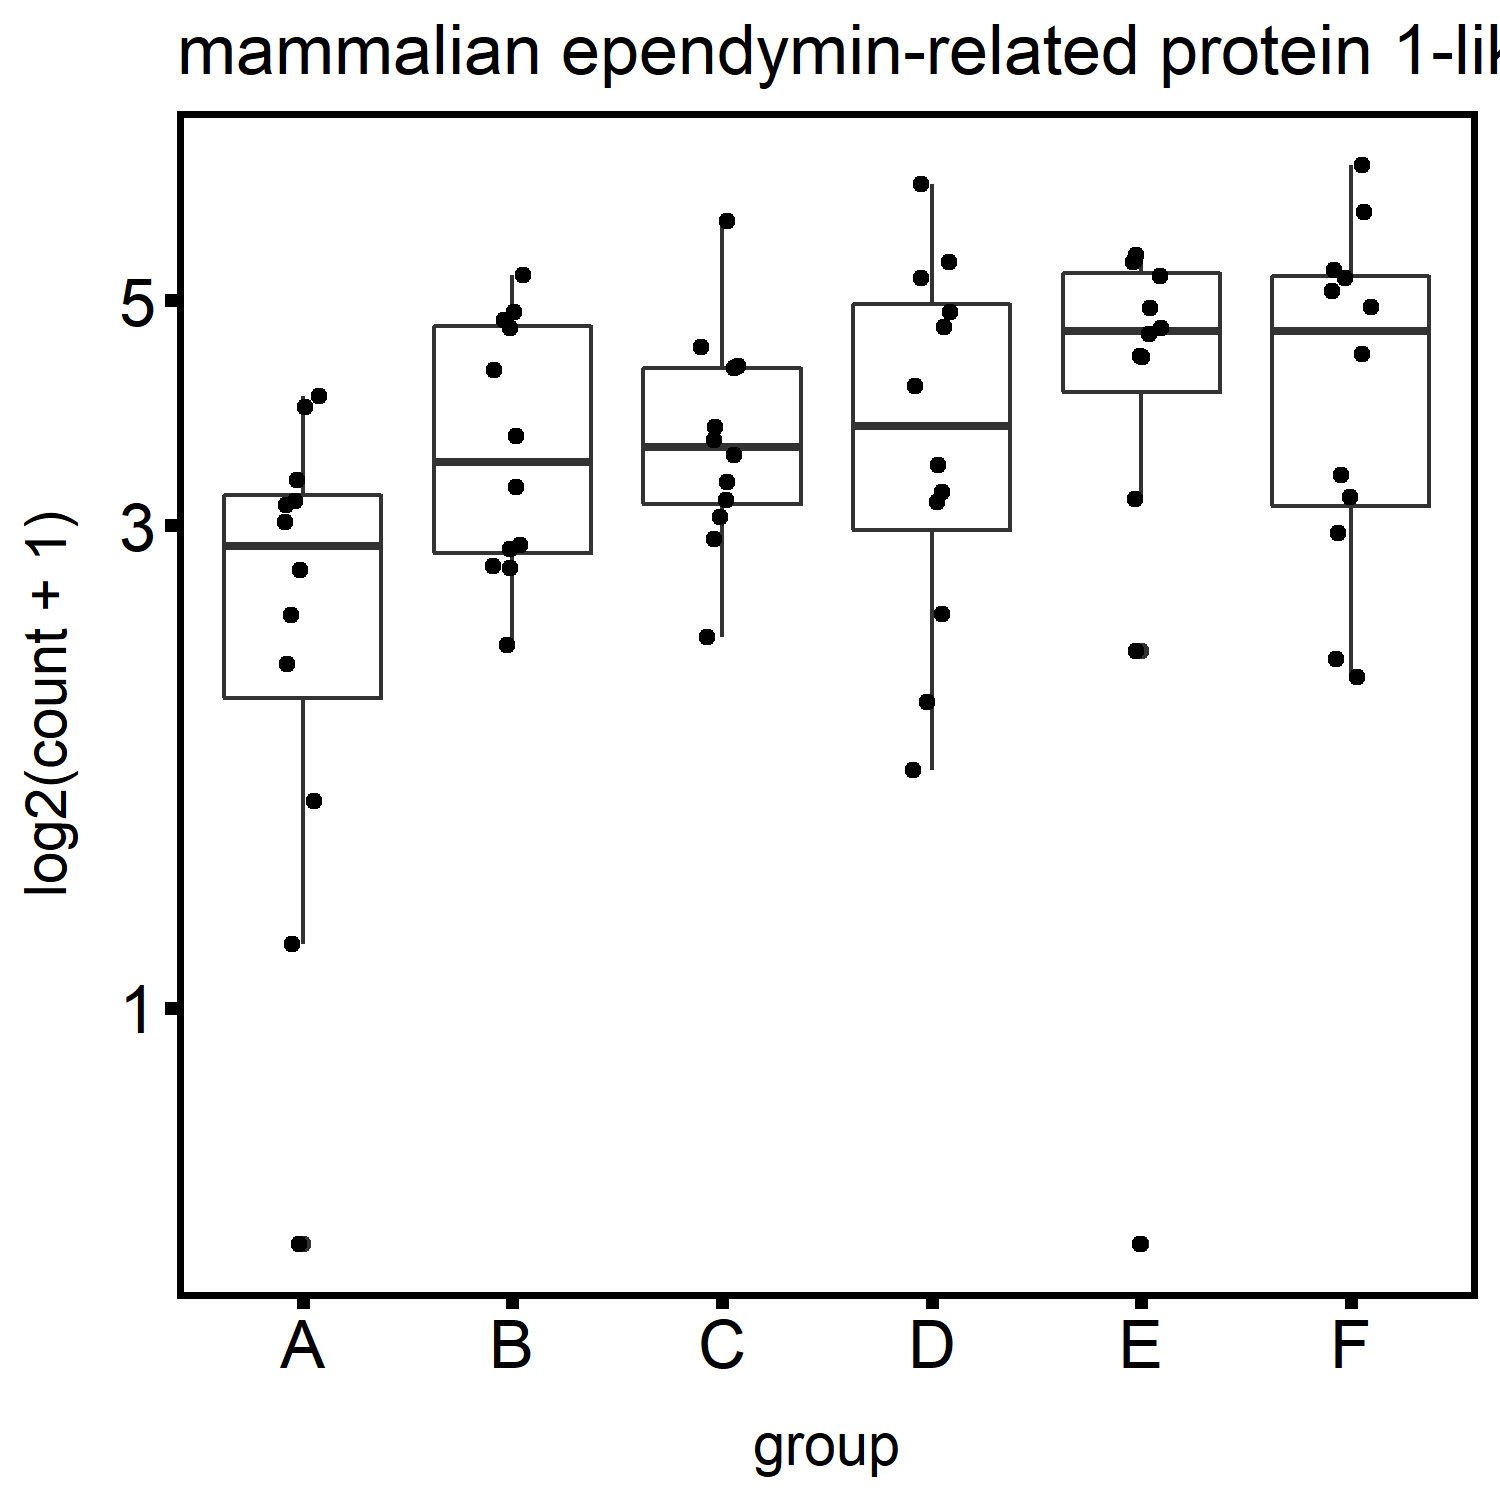 mammalian ependymin-related protein 1-lik
log2(count + 1)
5
3
1
A B C D E F
group